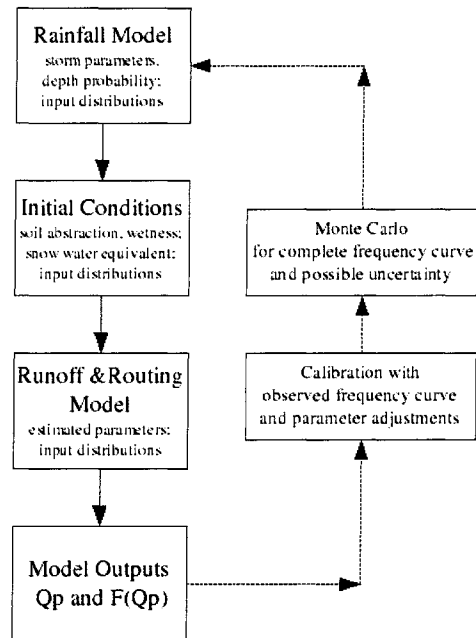 Rainfall Model
storm parameters,
depth probability;
input distributions
Initial Conditions
soil abstraction, wetness;
snow water equivalent;
input distributions
Runoff & Routing
Model
estimated parameters;
input distributions
Model Outputs
Qp and F(Qp)
Monte Carlo
for complete frequency curve
and possible uncertainty
Calibration with
observed frequency curve
and parameter adjustments